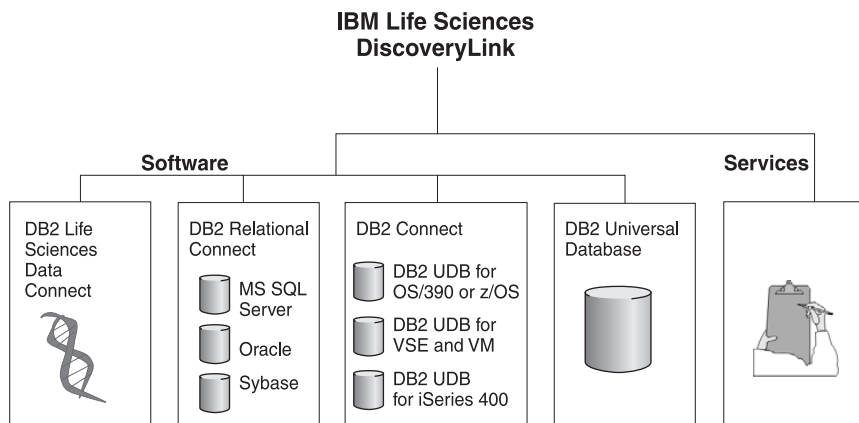 IBM Life Sciences
DiscoveryLink
Software
Services
DB2 Life
Sciences
Data
Connect
DB2 Relational
Connect
MS SQL
Server
Oracle
Sybase
DB2 Connect
DB2 UDB for
OS/390 or z/OS
DB2 UDB for
VSE and VM
DB2 UDB
for iSeries 400
DB2 Universal
Database